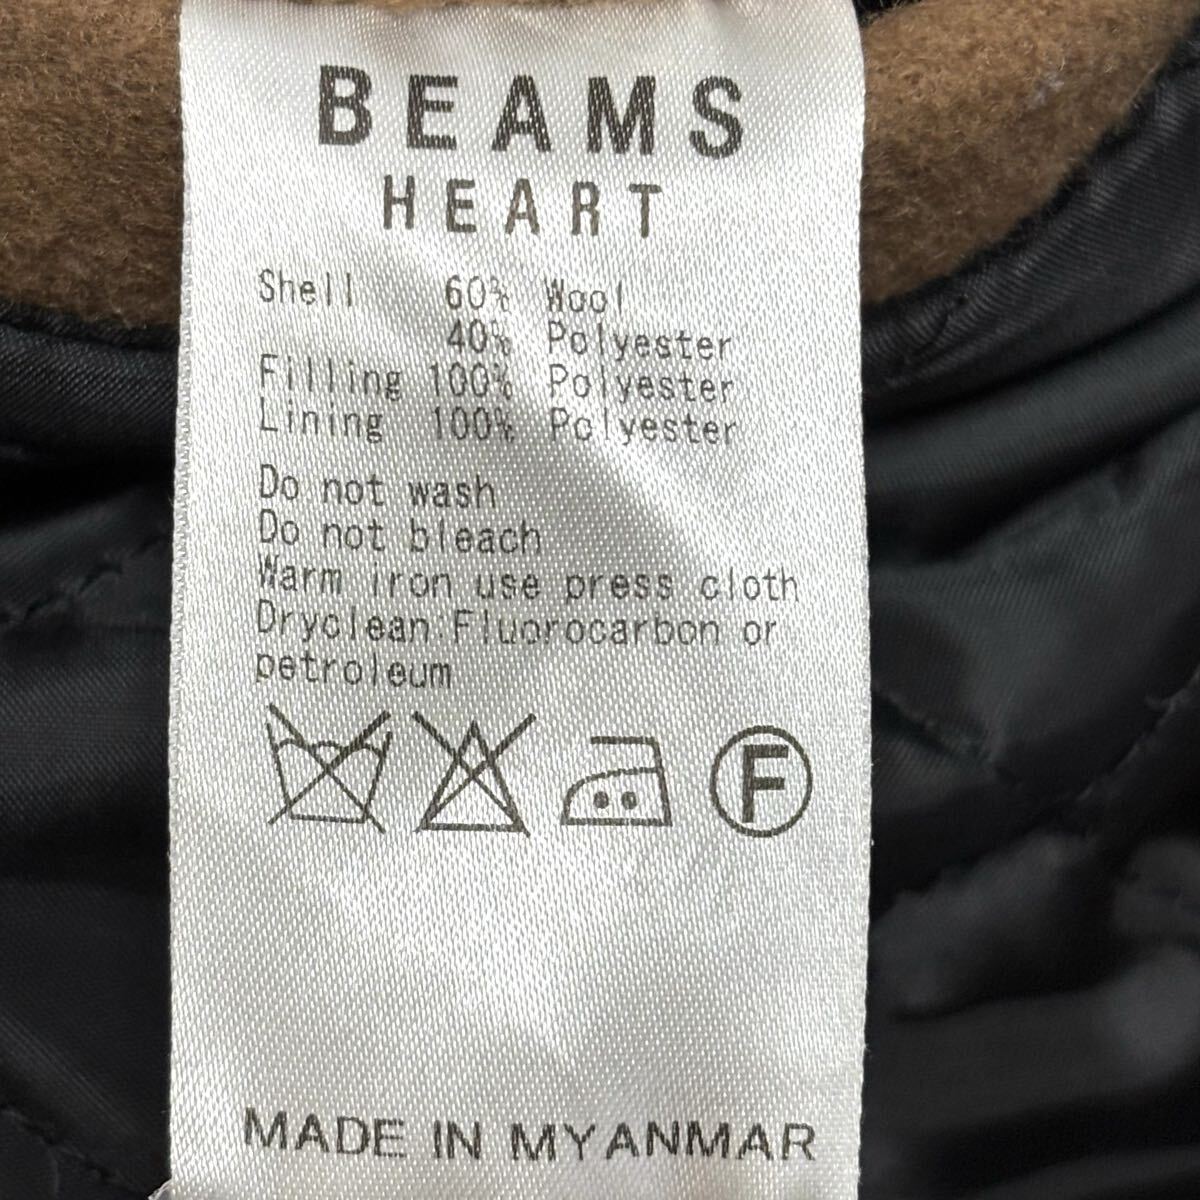 BEAMS
HEART
Shell 60% Wool
40% Polyester
Filling 100% Polyester
Lining 100% Polyester
Do not wash
Do not bleach
Warm iron use press cloth
Dryclean:Fluorocarbon or
petroleum
F
MADE IN MYANMAR